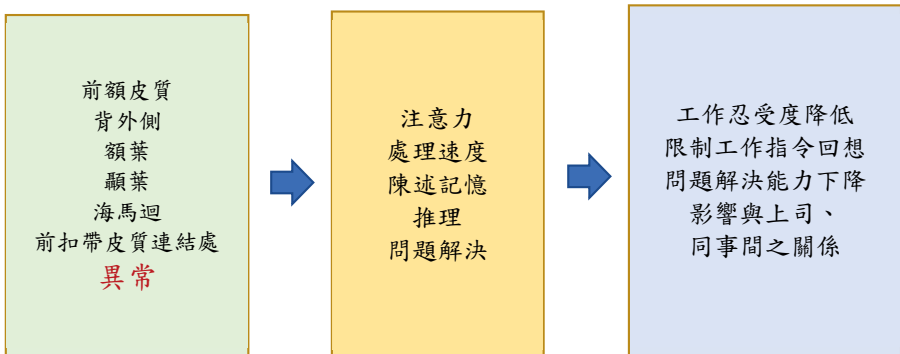 前額皮質
背外側
額葉
顳葉
海馬迴
前扣帶皮質連結處
異常
注意力
處理速度
陳述記憶
推理
問題解決
工作忍受度降低
限制工作指令回想
問題解決能力下降
影響與上司、
同事間之關係